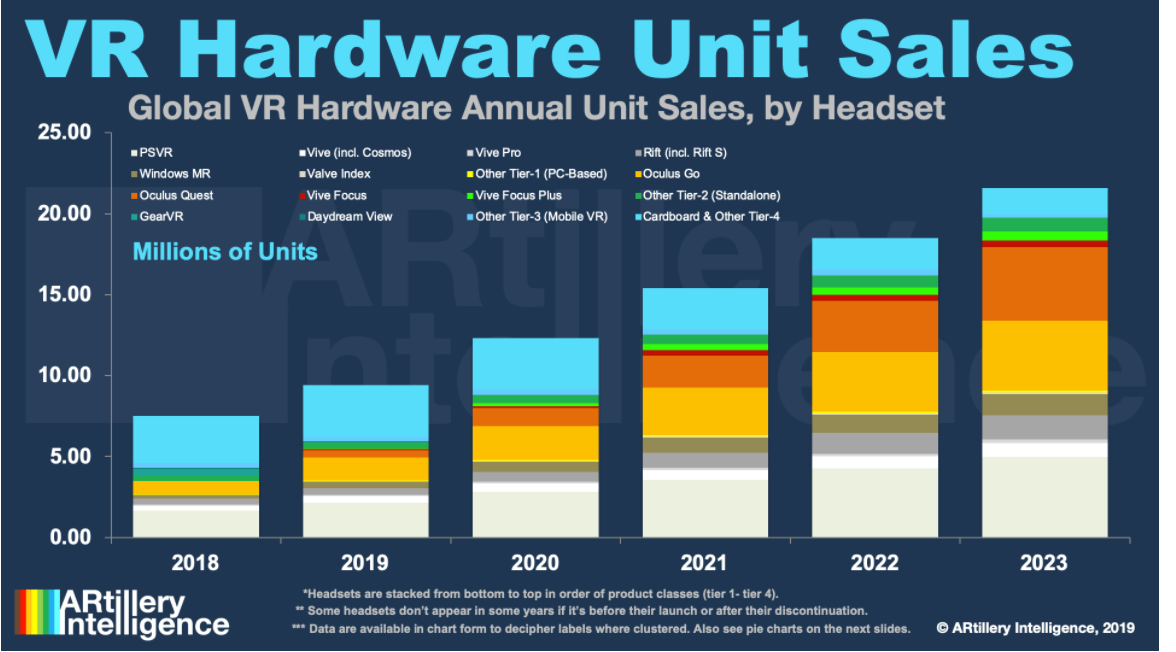 VR Hardware Unit Sales
Global VR Hardware Annual Unit Sales, by Headset
25.00
PSVR Vive (incl. Cosmos) Vive Pro Rift (incl. Rift S)
Windows MR Valve Index Other Tier-1 (PC-Based) Oculus Go
Oculus Quest Vive Focus Vive Focus Plus Other Tier-2 (Standalone)
20.00
GearVR Daydream View Other Tier-3 (Mobile VR) Cardboard & Other Tier-4
Millions of Units
ARtillery
Intelligence
15.00
10.00
5.00
0.00
2018 2019 2020 2021 2022 2023
*Headsets are stacked from bottom to top in order of product classes (tier 1- tier 4).
** Some headsets don't appear in some years if it's before their launch or after their discontinuation.
*** Data are available in chart form to decipher labels where clustered. Also see pie charts on the next slides.
ARtillery
Intelligence
© ARtillery Intelligence, 2019